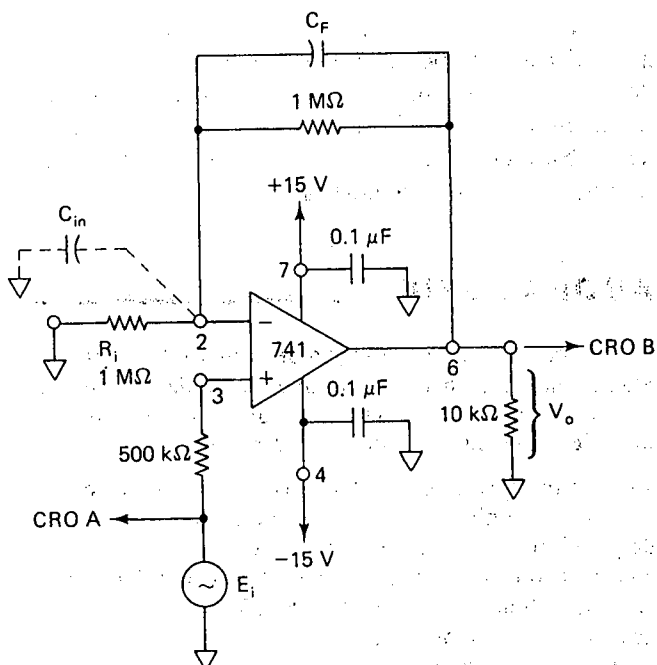 C_F
1 MΩ
+15 V
C_in
0.1 μF
7
R_i
1 MΩ
2
−
741
6
CRO B
3
+
0.1 μF
10 kΩ
V_o
500 kΩ
4
CRO A
−15 V
~
E_i